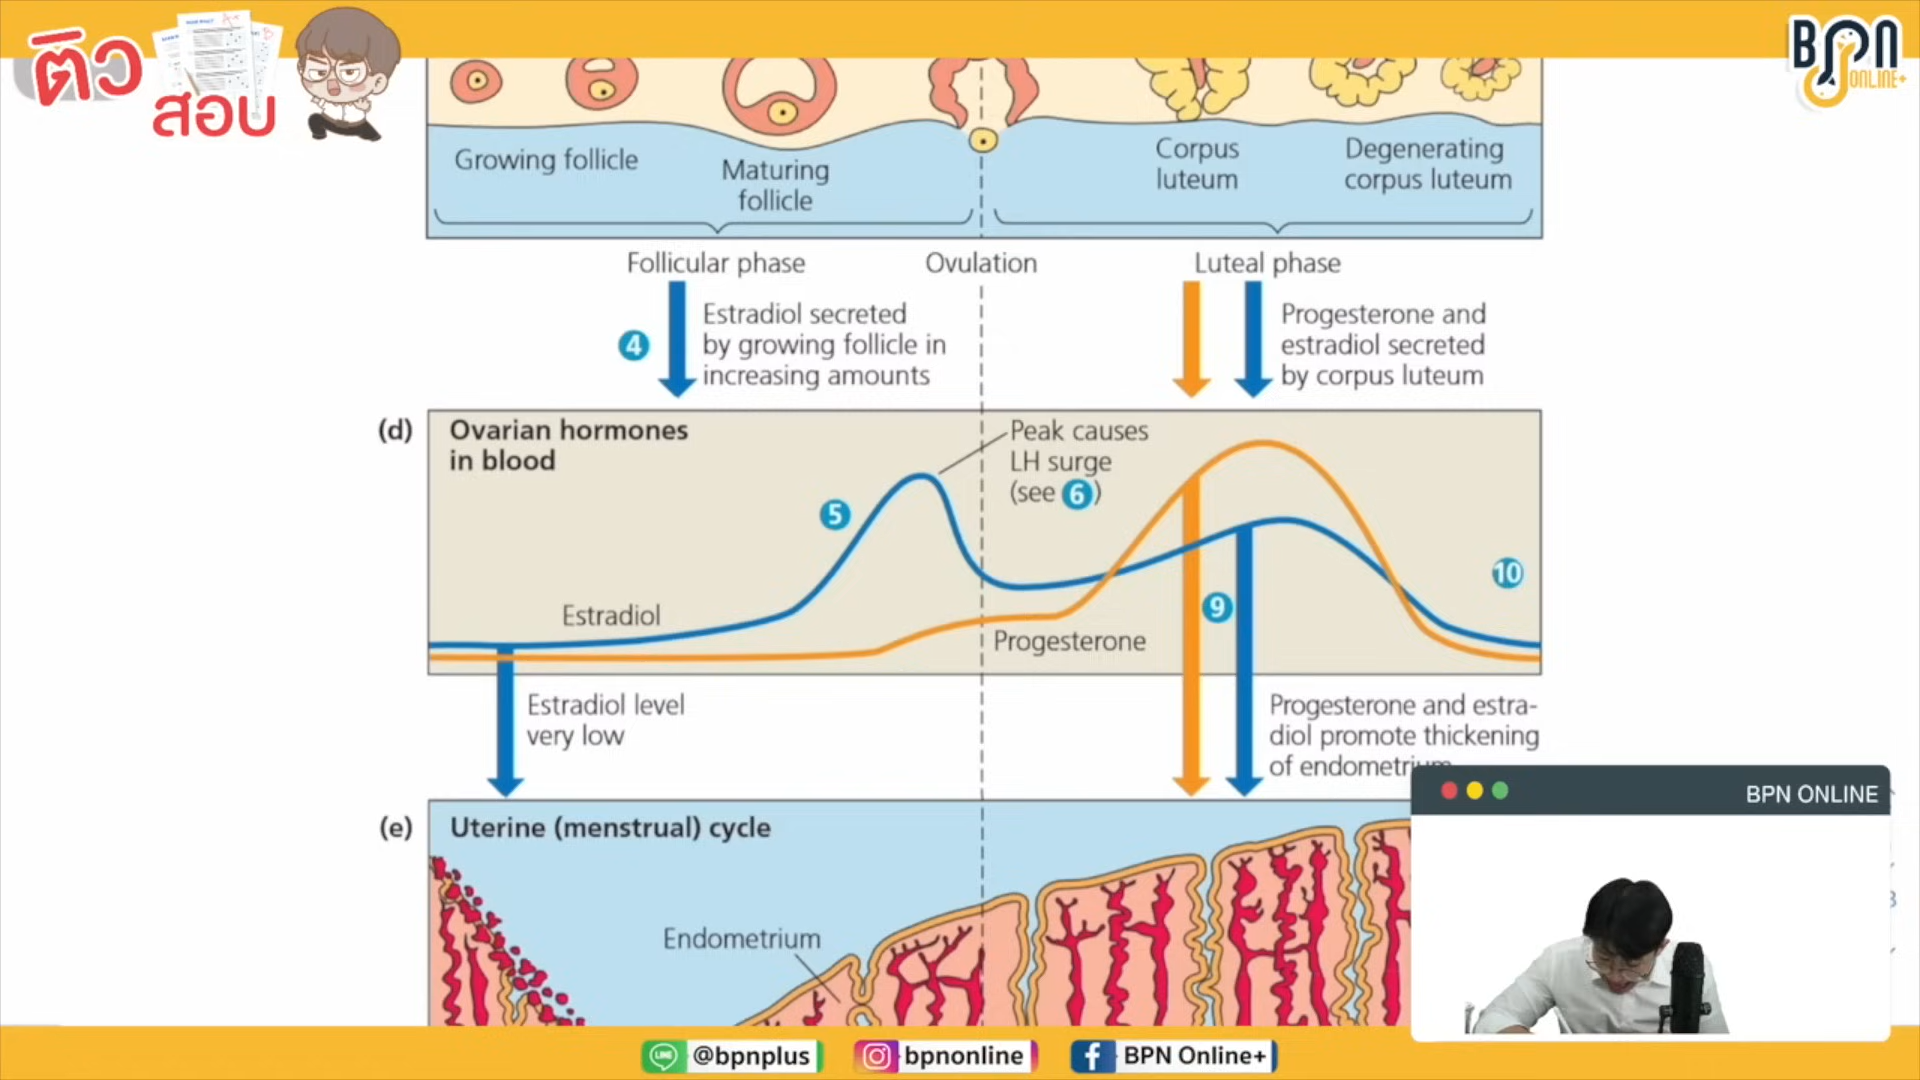 ติว
สอบ
BPN
ONLINE+
Growing follicle
Maturing
follicle
Corpus
luteum
Degenerating
corpus luteum
Follicular phase
Ovulation
Luteal phase
4
Estradiol secreted
by growing follicle in
increasing amounts
Progesterone and
estradiol secreted
by corpus luteum
(d)
Ovarian hormones
in blood
Peak causes
LH surge
(see 6)
5
10
Estradiol
9
Progesterone
Estradiol level
very low
Progesterone and estra-
diol promote thickening
of endometrium
(e)
Uterine (menstrual) cycle
Endometrium
BPN ONLINE
LINE
@bpnplus
bpnonline
BPN Online+